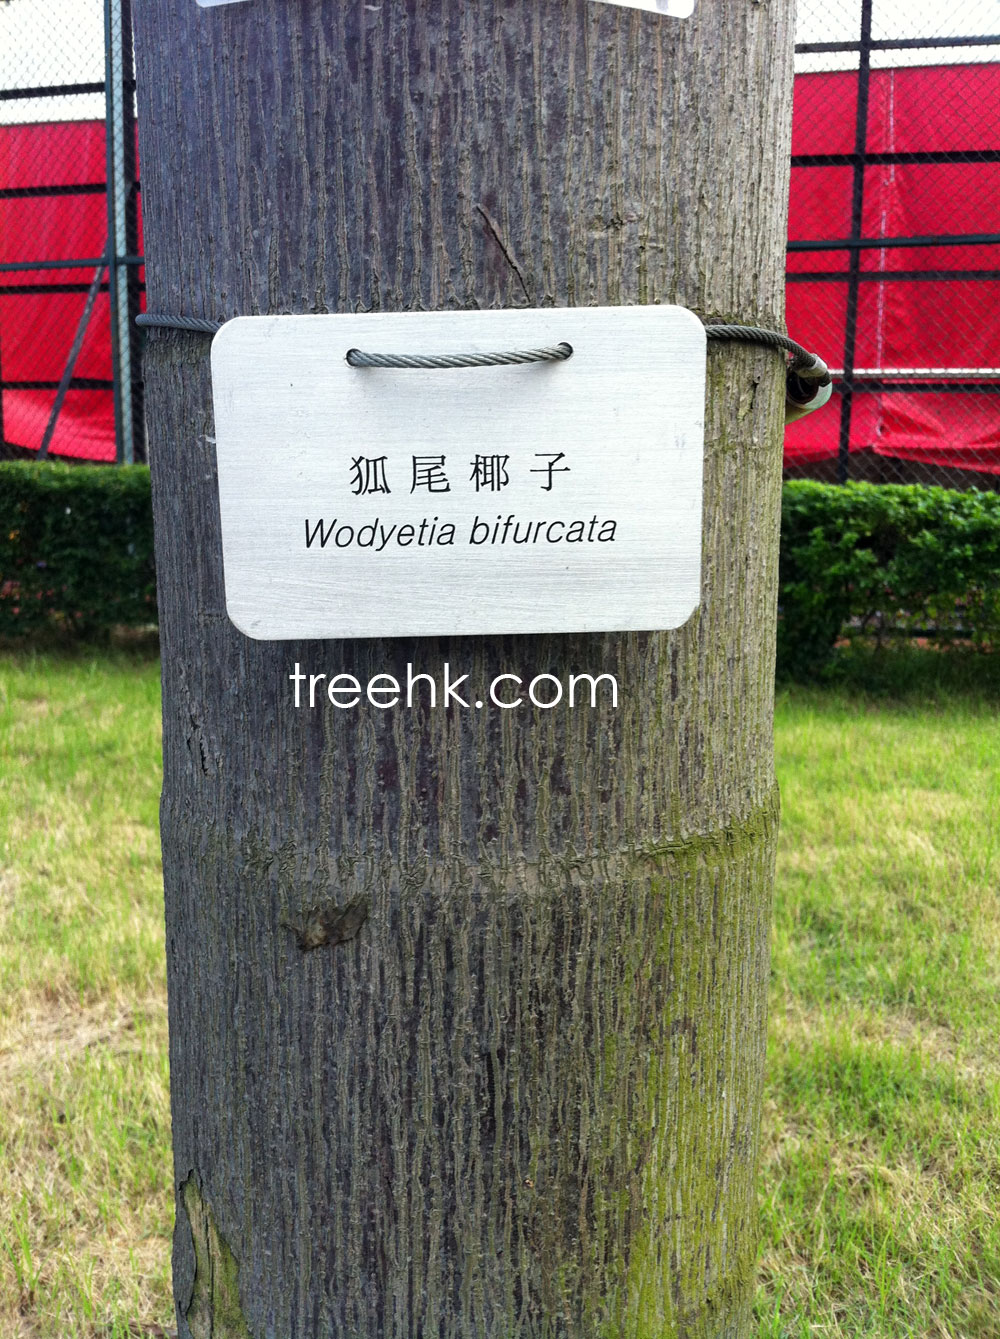 狐尾椰子
Wodyetia bifurcata
treehk.com